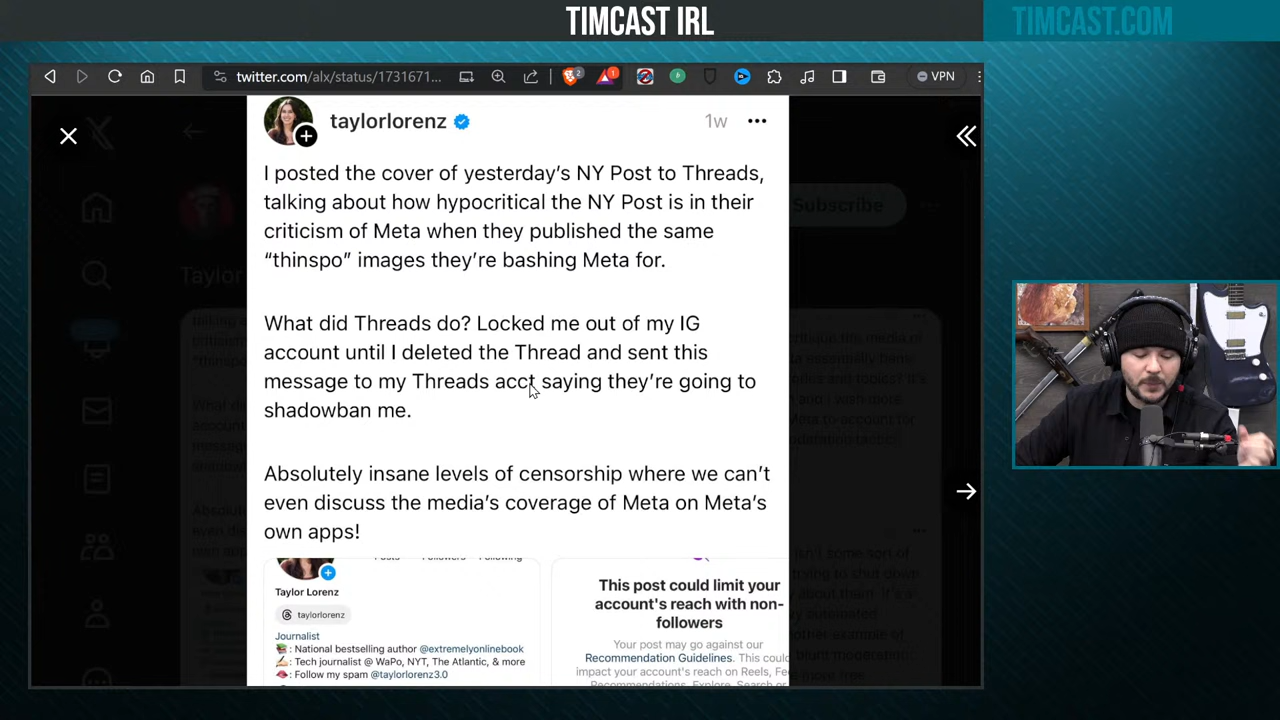 TIMCAST IRL
TIMCAST.COM
twitter.com/alx/status/1731671...
VPN
taylorlorenz
1w
I posted the cover of yesterday's NY Post to Threads,
talking about how hypocritical the NY Post is in their
criticism of Meta when they published the same
“thinspo” images they're bashing Meta for.
What did Threads do? Locked me out of my IG
account until I deleted the Thread and sent this
message to my Threads acct saying they're going to
shadowban me.
Absolutely insane levels of censorship where we can't
even discuss the media's coverage of Meta on Meta's
own apps!
Subscribe
Taylor
Taylor Lorenz
taylorlorenz
Journalist
: National bestselling author @extremelyonlinebook
: Tech journalist @ WaPo, NYT, The Atlantic, & more
: Follow my spam @taylorlorenz3.0
This post could limit your
account's reach with non-
followers
Your post may go against our
Recommendation Guidelines. This could
impact your account's reach on Reels, Fee